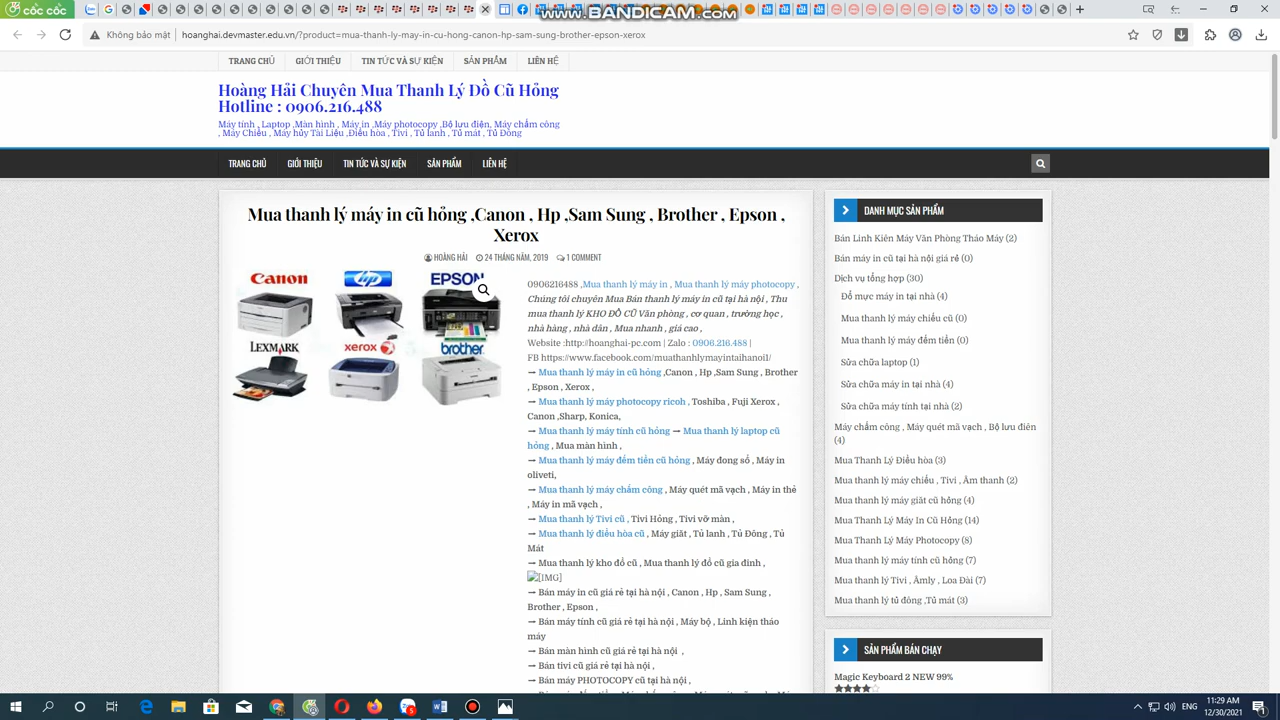 cốc cốc
www.BANDICAM.com
Không bảo mật
hoanghai.devmaster.edu.vn/?product=mua-thanh-ly-may-in-cu-hong-canon-hp-sam-sung-brother-epson-xerox
TRANG CHỦ GIỚI THIỆU TIN TỨC VÀ SỰ KIỆN SẢN PHẨM LIÊN HỆ
Hoàng Hải Chuyên Mua Thanh Lý Đồ Cũ Hỏng
Hotline : 0906.216.488
Máy tính , Laptop ,Màn hình , Máy in ,Máy photocopy ,Bộ lưu điện, Máy chấm công
, Máy Chiếu , Máy hủy Tài Liệu ,Điều hòa , Tivi , Tủ lanh , Tủ mát , Tủ Đông
TRANG CHỦ GIỚI THIỆU TIN TỨC VÀ SỰ KIỆN SẢN PHẨM LIÊN HỆ
Mua thanh lý máy in cũ hỏng ,Canon , Hp ,Sam Sung , Brother , Epson ,
Xerox
HOÀNG HẢI 24 THÁNG TÁM, 2019 1 COMMENT
Canon hp EPSON
LEXMARK xerox brother
0906216488 ,Mua thanh lý máy in , Mua thanh lý máy photocopy ,
Chúng tôi chuyên Mua Bán thanh lý máy in cũ tại hà nội , Thu
mua thanh lý KHO ĐỒ CŨ Văn phòng , cơ quan , trường học ,
nhà hàng , nhà dân , Mua nhanh , giá cao ,
Website :http://hoanghai-pc.com | Zalo : 0906.216.488 |
FB https://www.facebook.com/muathanhlymayintaihanoi1/
→ Mua thanh lý máy in cũ hỏng ,Canon , Hp ,Sam Sung , Brother
, Epson , Xerox ,
→ Mua thanh lý máy photocopy ricoh , Toshiba , Fuji Xerox ,
Canon ,Sharp, Konica,
→ Mua thanh lý máy tính cũ hỏng → Mua thanh lý laptop cũ
hỏng , Mua màn hình ,
→ Mua thanh lý máy đếm tiền cũ hỏng , Máy đong số , Máy in
oliveti,
→ Mua thanh lý máy chấm công , Máy quét mã vạch , Máy in thẻ
, Máy in mã vạch ,
→ Mua thanh lý Tivi cũ , Tivi Hỏng , Tivi vỡ màn ,
→ Mua thanh lý điều hòa cũ , Máy giăt , Tủ lanh , Tủ Đông , Tủ
Mát
→ Mua thanh lý kho đồ cũ , Mua thanh lý đồ cũ gia đình ,
[IMG]
→ Bán máy in cũ giá rẻ tại hà nội , Canon , Hp , Sam Sung ,
Brother , Epson ,
→ Bán máy tính cũ giá rẻ tại hà nội , Máy bộ , Linh kiện tháo
máy
→ Bán màn hình cũ giá rẻ tại hà nội ,
→ Bán tivi cũ giá rẻ tại hà nội ,
→ Bán máy PHOTOCOPY cũ tại hà nội ,
DANH MỤC SẢN PHẨM
Bán Linh Kiên Máy Văn Phòng Tháo Máy (2)
Bán máy in cũ tại hà nội giá rẻ (0)
Dịch vụ tổng hợp (30)
Đổ mực máy in tại nhà (4)
Mua thanh lý máy chiếu cũ (0)
Mua thanh lý máy đếm tiền (0)
Sửa chữa laptop (1)
Sửa chữa máy in tại nhà (4)
Sửa chữa máy tính tại nhà (2)
Máy chấm công , Máy quét mã vạch , Bộ lưu điên
(4)
Mua Thanh Lý Điều hòa (3)
Mua thanh lý máy chiếu , Tivi , Âm thanh (2)
Mua thanh lý máy giăt cũ hỏng (4)
Mua Thanh Lý Máy In Cũ Hỏng (14)
Mua Thanh Lý Máy Photocopy (8)
Mua thanh lý máy tính cũ hỏng (7)
Mua thanh lý Tivi , Âmly , Loa Đài (7)
Mua thanh lý tủ đông ,Tủ mát (3)
SẢN PHẨM BÁN CHẠY
Magic Keyboard 2 NEW 99%
ENG
11:29 AM
12/30/2021